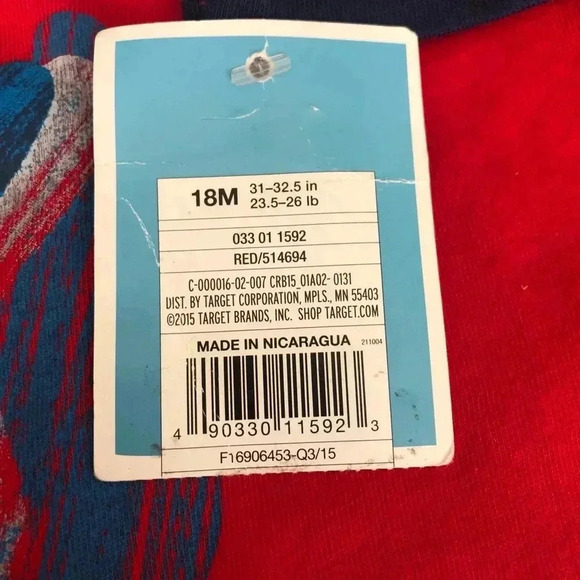 18M 31–32.5 in
23.5–26 lb
033 01 1592
RED/514694
C-000016-02-007 CRB15_01A02- 0131
DIST. BY TARGET CORPORATION, MPLS., MN 55403
©2015 TARGET BRANDS, INC. SHOP TARGET.COM
MADE IN NICARAGUA 211004
4 90330 11592 3
F16906453-Q3/15